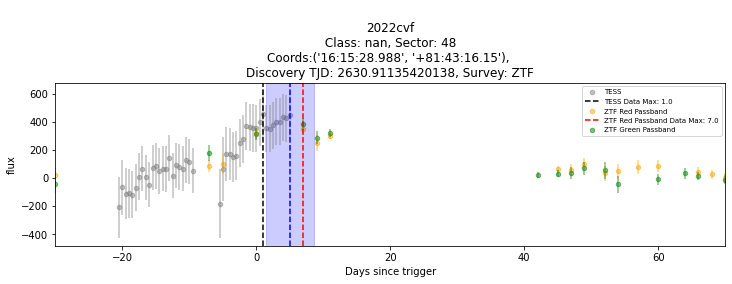 2022cvf
Class: nan, Sector: 48
Coords:('16:15:28.988', '+81:43:16.15'),
Discovery TJD: 2630.91135420138, Survey: ZTF
TESS
TESS Data Max: 1.0
ZTF Red Passband
ZTF Red Passband Data Max: 7.0
ZTF Green Passband
flux
600
400
200
0
−200
−400
−20
0
20
40
60
Days since trigger